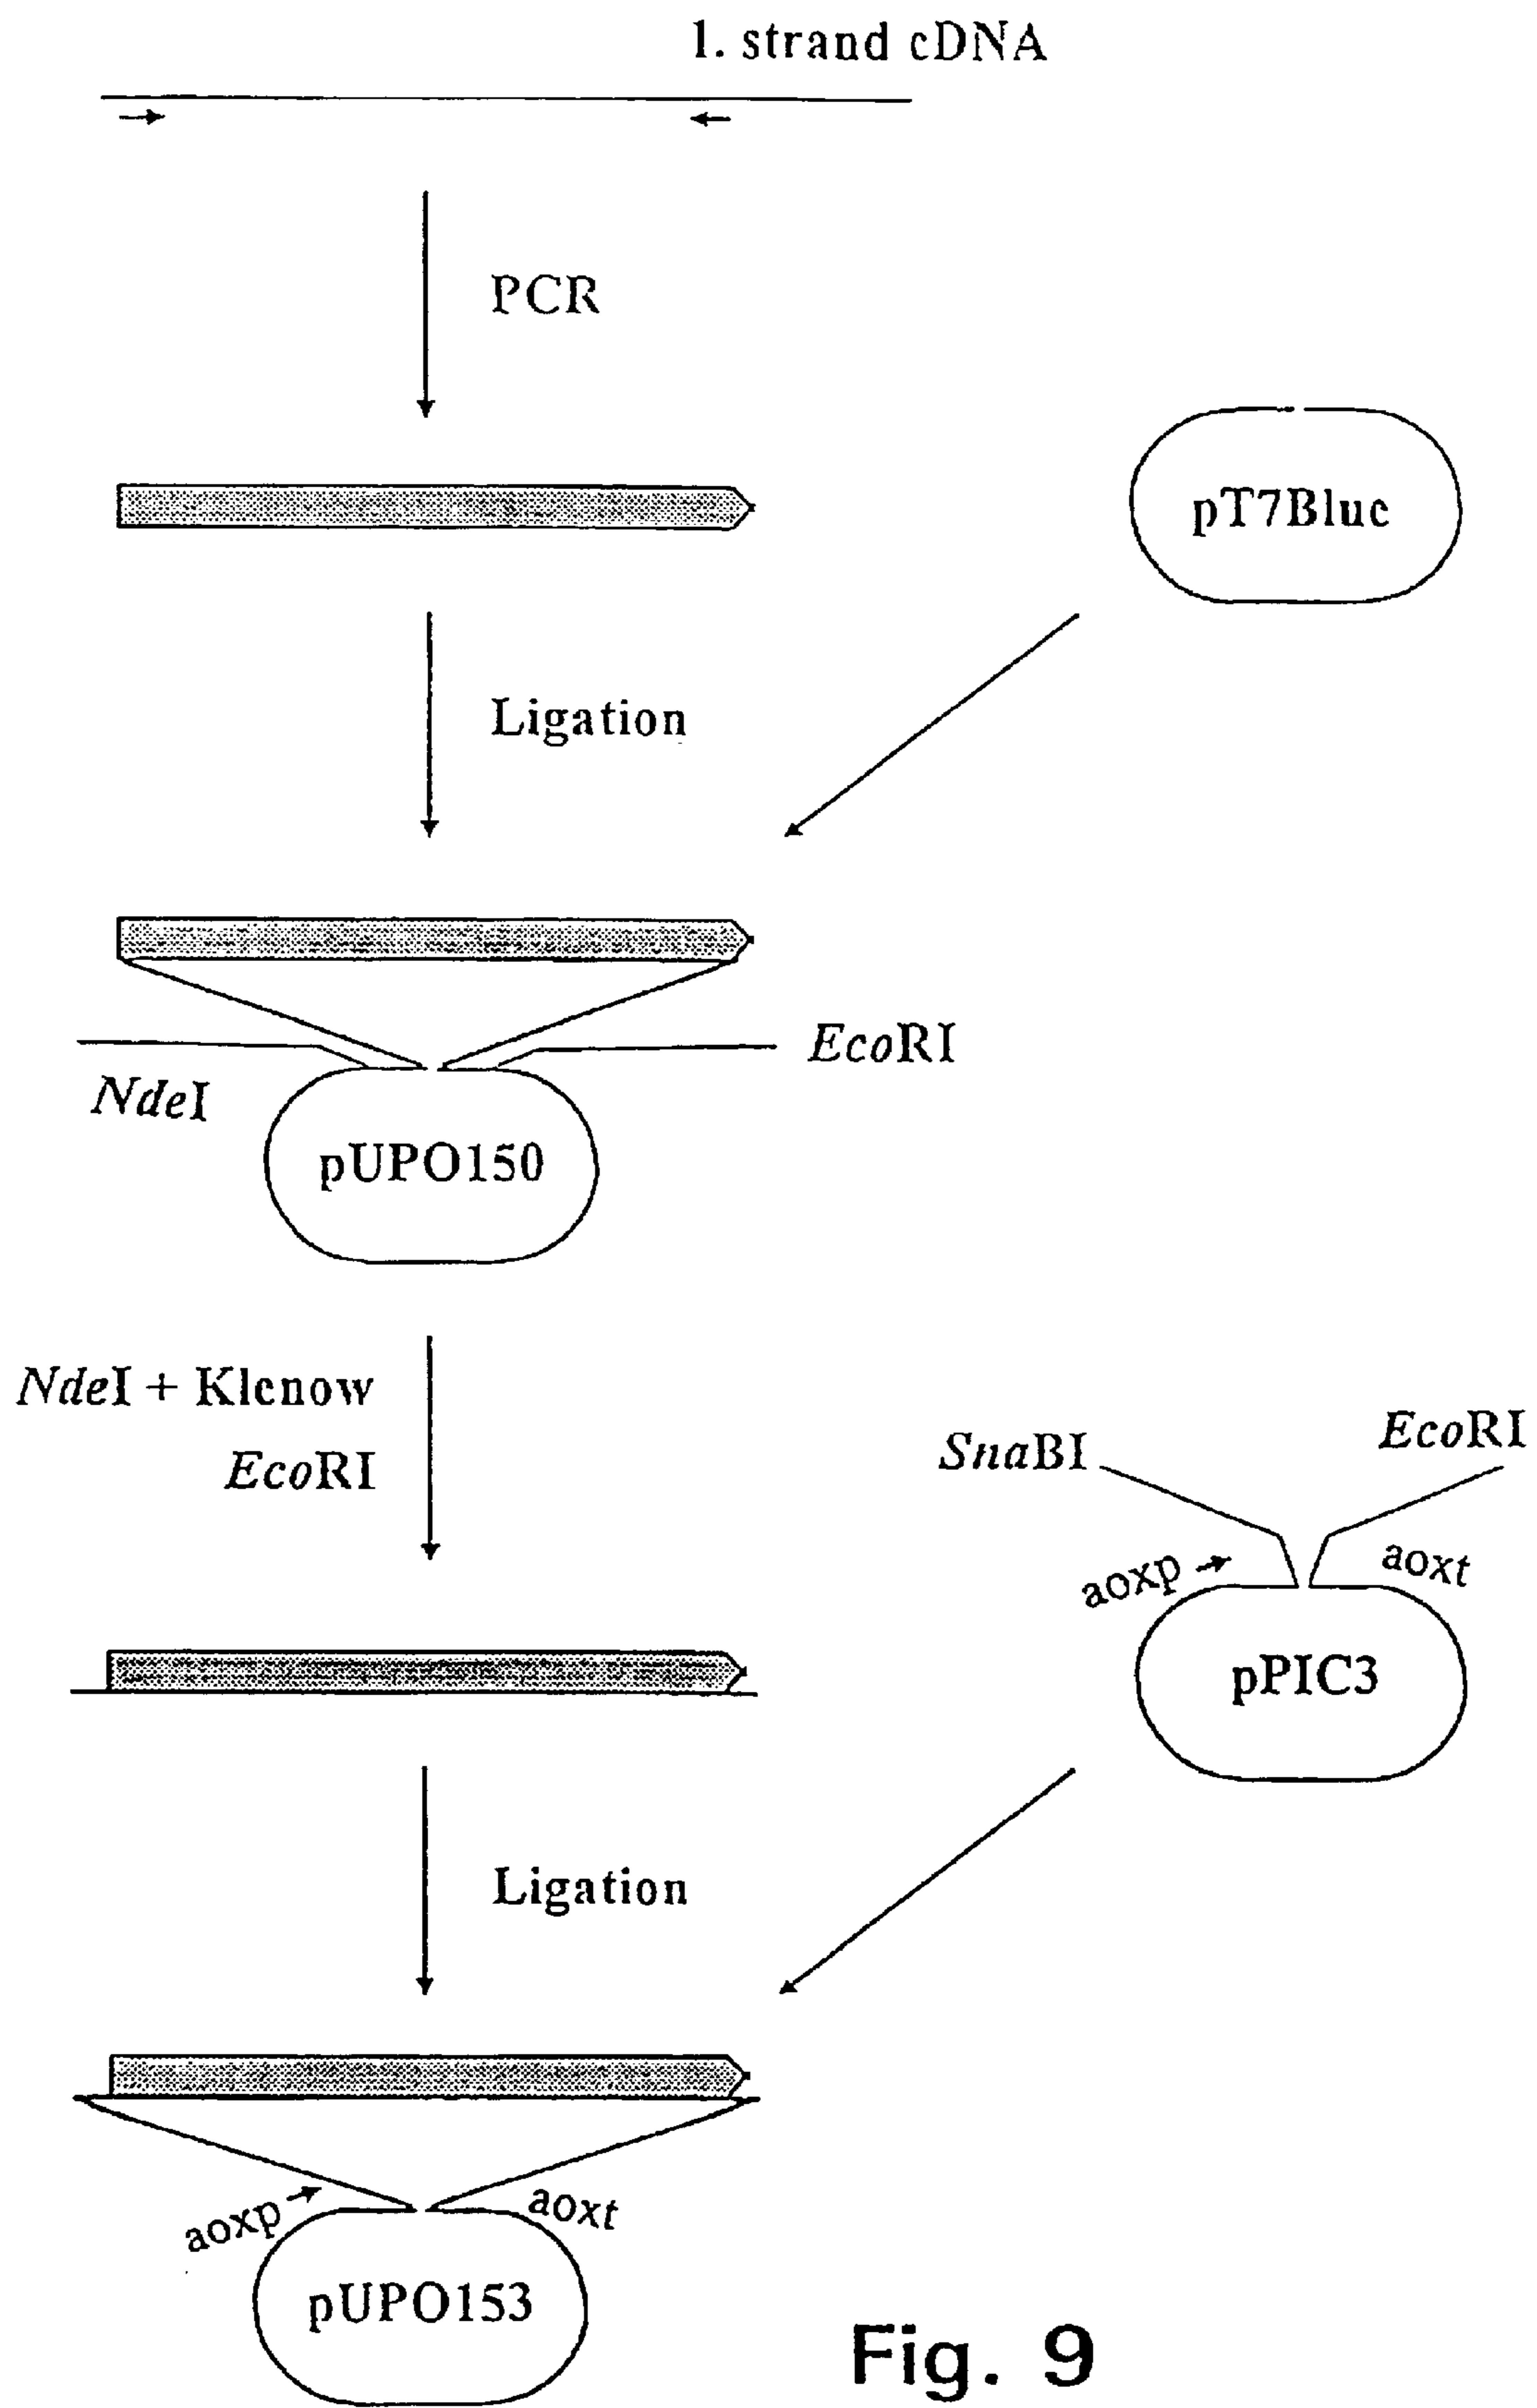 1. strand cDNA
PCR
pT7Blue
Ligation
EcoRI
NdeI
pUPO150
NdeI + Klenow
EcoRI
SnaBI
EcoRI
aoxp
aoxt
pPIC3
Ligation
aoxp
aoxt
pUPO153
Fig. 9